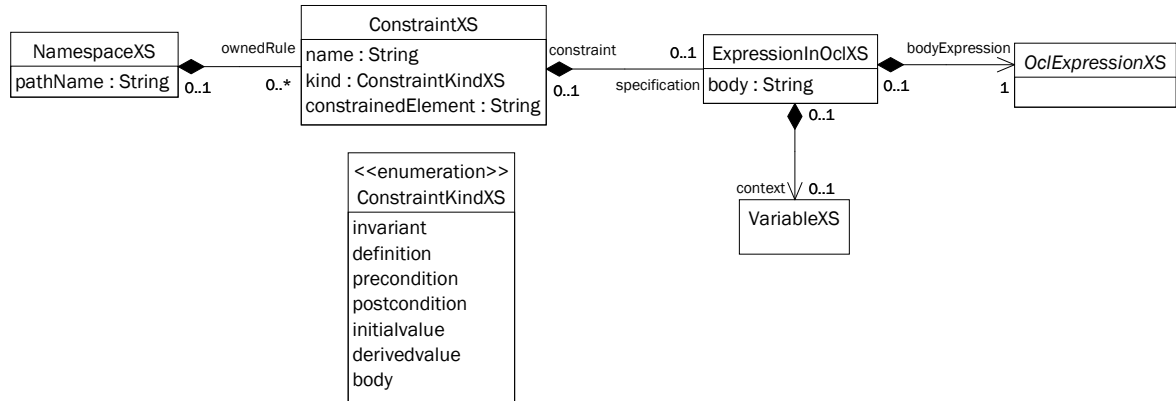 NamespaceXS
pathName : String
0..1
ownedRule
0..*
ConstraintXS
name : String
kind : ConstraintKindXS
constrainedElement : String
constraint
0..1
0..1
specification
ExpressionInOclXS
body : String
bodyExpression
0..1
1
OclExpressionXS
0..1
context
0..1
VariableXS
<<enumeration>>
ConstraintKindXS
invariant
definition
precondition
postcondition
initialvalue
derivedvalue
body